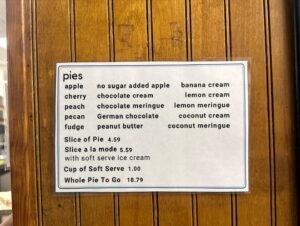 pies
apple no sugar added apple banana cream
cherry chocolate cream lemon cream
peach chocolate meringue lemon meringue
pecan German chocolate coconut cream
fudge peanut butter coconut meringue
Slice of Pie 4.59
Slice a la mode 5.59
with soft serve ice cream
Cup of Soft Serve 1.00
Whole Pie To Go 18.79